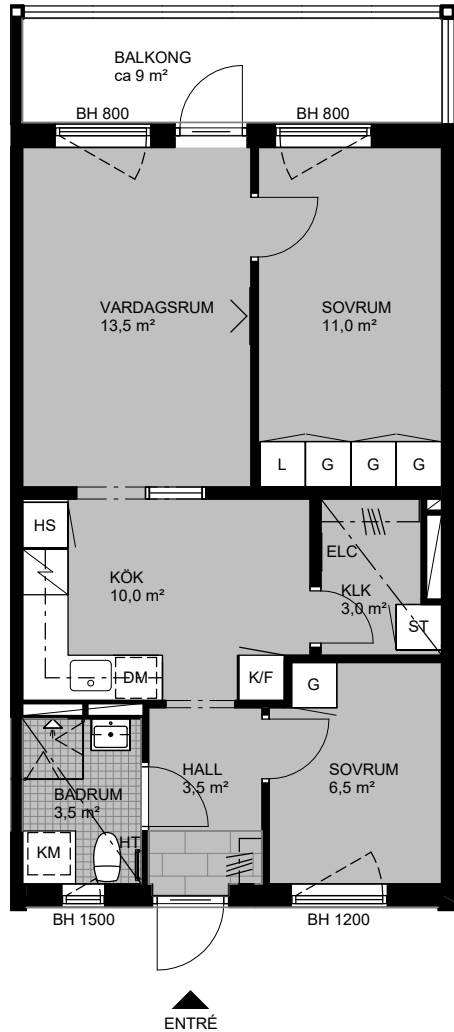 BALKONG
ca 9 m²
BH 800 BH 800
VARDAGSRUM
13,5 m²
SOVRUM
11,0 m²
L G G G
HS
ELC
KÖK
10,0 m²
KLK
3,0 m²
ST
DM
K/F
G
HALL
3,5 m²
SOVRUM
6,5 m²
BADRUM
3,5 m²
HT
KM
BH 1500 BH 1200
ENTRÉ